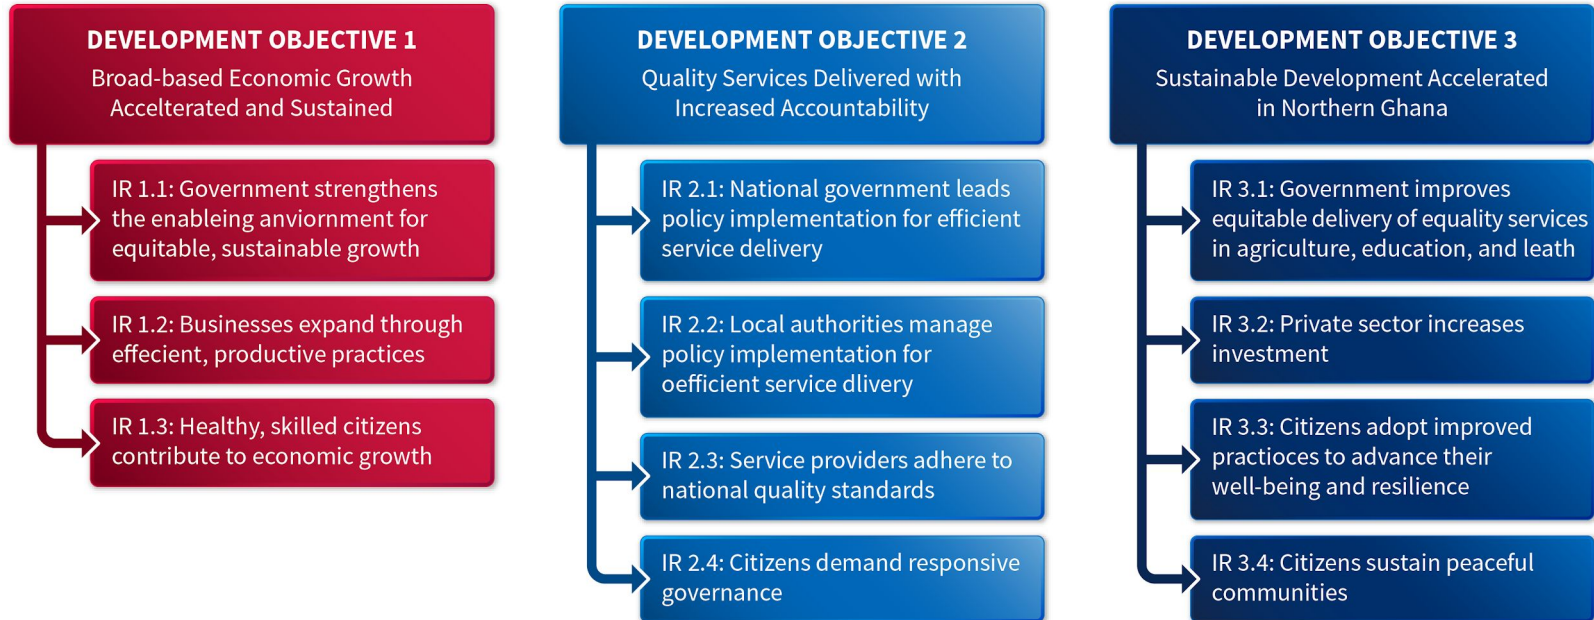 DEVELOPMENT OBJECTIVE 1
Broad-based Economic Growth
Accelterated and Sustained
IR 1.1: Government strengthens
the enableing anviornment for
equitable, sustainable growth
IR 1.2: Businesses expand through
effecient, productive practices
IR 1.3: Healthy, skilled citizens
contribute to economic growth
DEVELOPMENT OBJECTIVE 2
Quality Services Delivered with
Increased Accountability
IR 2.1: National government leads
policy implementation for efficient
service delivery
IR 2.2: Local authorities manage
policy implementation for
oefficient service dlivery
IR 2.3: Service providers adhere to
national quality standards
IR 2.4: Citizens demand responsive
governance
DEVELOPMENT OBJECTIVE 3
Sustainable Development Accelerated
in Northern Ghana
IR 3.1: Government improves
equitable delivery of equality services
in agriculture, education, and leath
IR 3.2: Private sector increases
investment
IR 3.3: Citizens adopt improved
practioces to advance their
well-being and resilience
IR 3.4: Citizens sustain peaceful
communities